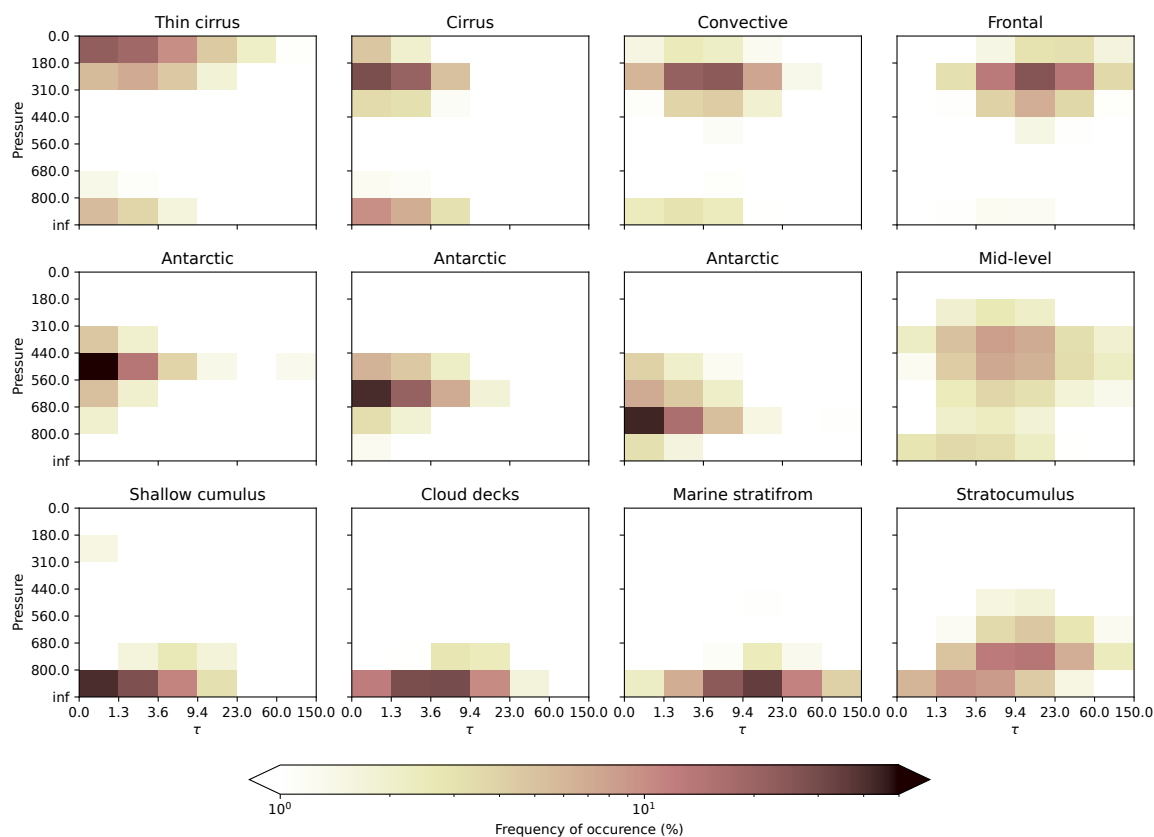 Thin cirrus Cirrus Convective Frontal
0.0
180.0
310.0
440.0
560.0
680.0
800.0
inf
Pressure
Antarctic Antarctic Antarctic Mid-level
0.0
180.0
310.0
440.0
560.0
680.0
800.0
inf
Pressure
Shallow cumulus Cloud decks Marine stratifrom Stratocumulus
0.0
180.0
310.0
440.0
560.0
680.0
800.0
inf
Pressure
0.0 1.3 3.6 9.4 23.0 60.0 150.0 0.0 1.3 3.6 9.4 23.0 60.0 150.0 0.0 1.3 3.6 9.4 23.0 60.0 150.0 0.0 1.3 3.6 9.4 23.0 60.0 150.0
τ τ τ τ
10⁰ 10¹
Frequency of occurence (%)